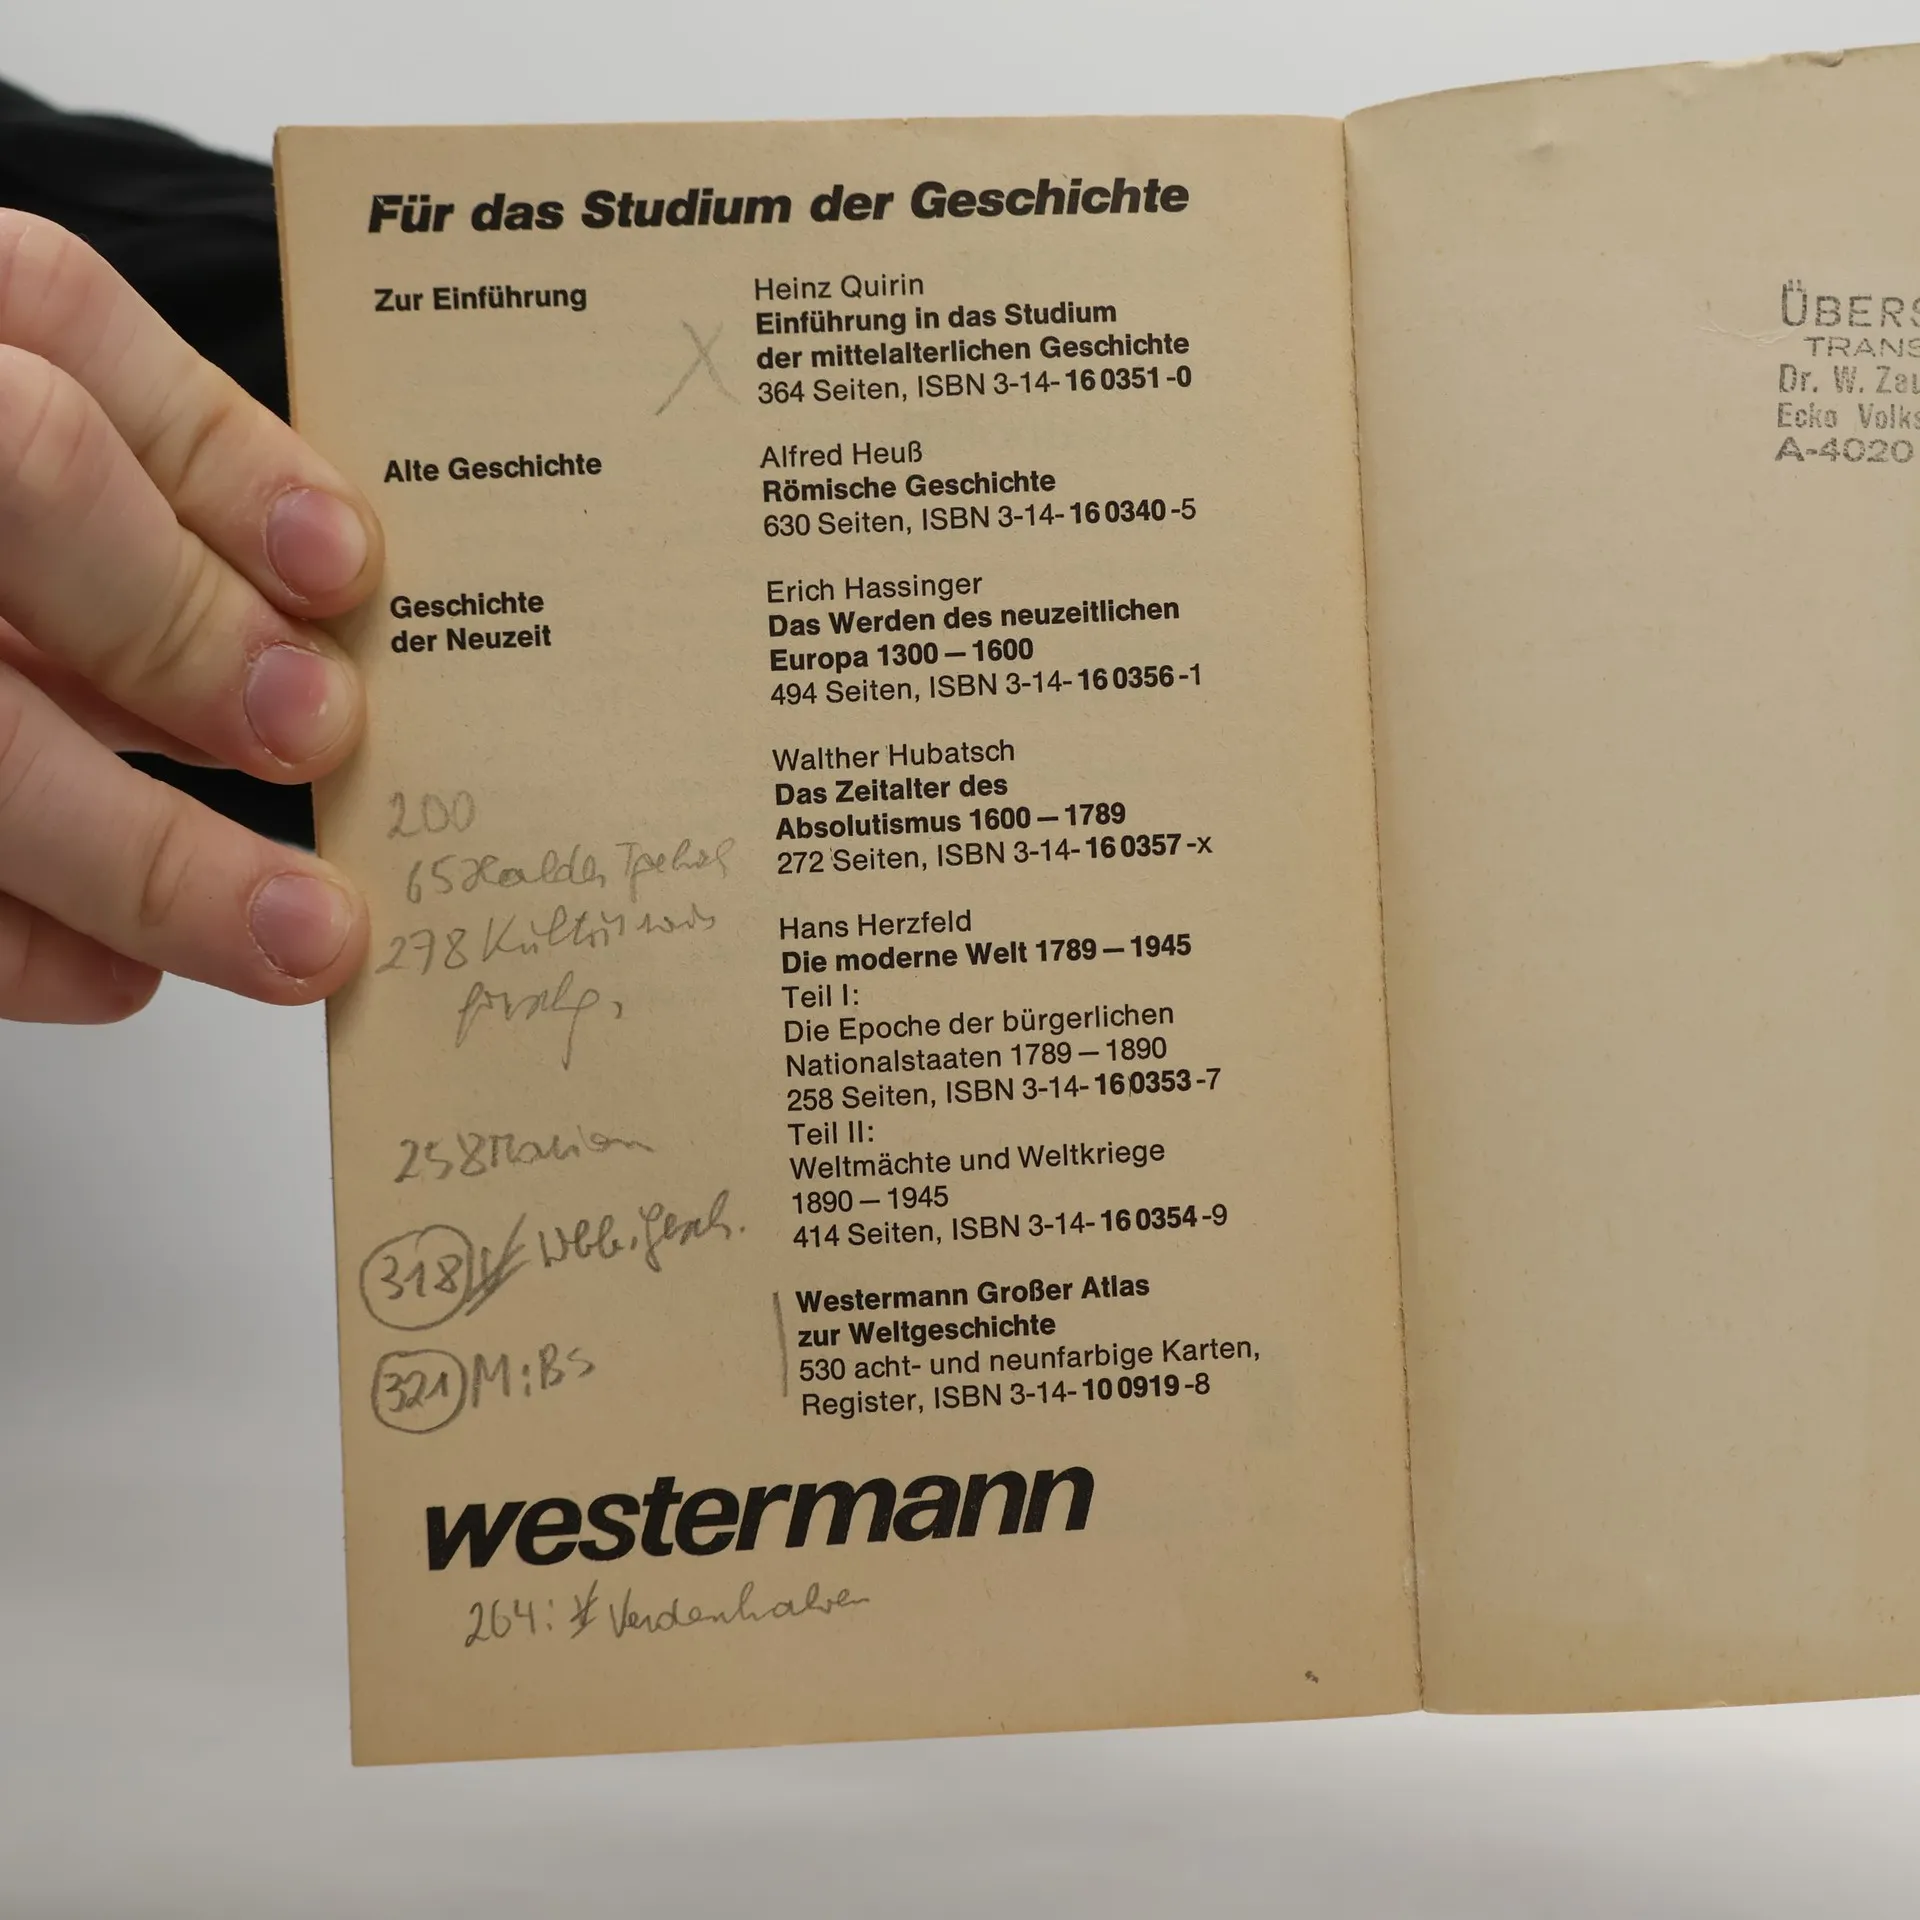 Für das Studium der Geschichte
Zur Einführung
Heinz Quirin
Einführung in das Studium
der mittelalterlichen Geschichte
364 Seiten, ISBN 3-14-160351-0
Alte Geschichte
Alfred Heuß
Römische Geschichte
630 Seiten, ISBN 3-14-160340-5
Geschichte
der Neuzeit
Erich Hassinger
Das Werden des neuzeitlichen
Europa 1300 — 1600
494 Seiten, ISBN 3-14-160356-1
Walther Hubatsch
Das Zeitalter des
Absolutismus 1600 — 1789
272 Seiten, ISBN 3-14-160357-x
Hans Herzfeld
Die moderne Welt 1789 — 1945
Teil I:
Die Epoche der bürgerlichen
Nationalstaaten 1789 — 1890
258 Seiten, ISBN 3-14-160353-7
Teil II:
Weltmächte und Weltkriege
1890 — 1945
414 Seiten, ISBN 3-14-160354-9
Westermann Großer Atlas
zur Weltgeschichte
530 acht- und neunfarbige Karten,
Register, ISBN 3-14-100919-8
200
65
278
258
318
321
westermann
264:
ÜBERS
TRANS
Dr. W. Zau
Ecke Volks
A-4020